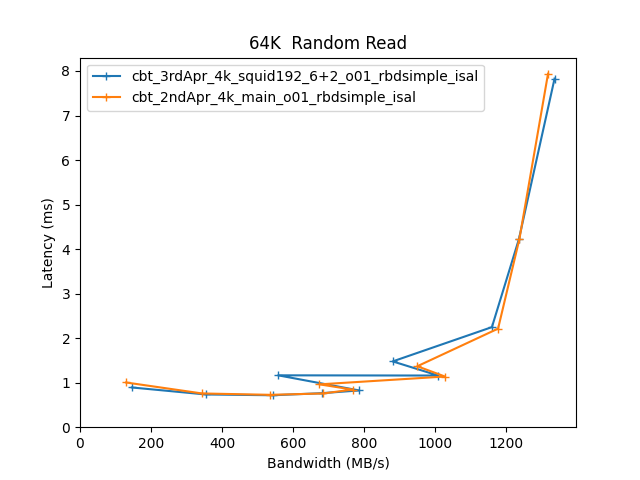 64K  Random Read
cbt_3rdApr_4k_squid192_6+2_o01_rbdsimple_isal
cbt_2ndApr_4k_main_o01_rbdsimple_isal
Latency (ms)
8
7
6
5
4
3
2
1
0
0 200 400 600 800 1000 1200
Bandwidth (MB/s)